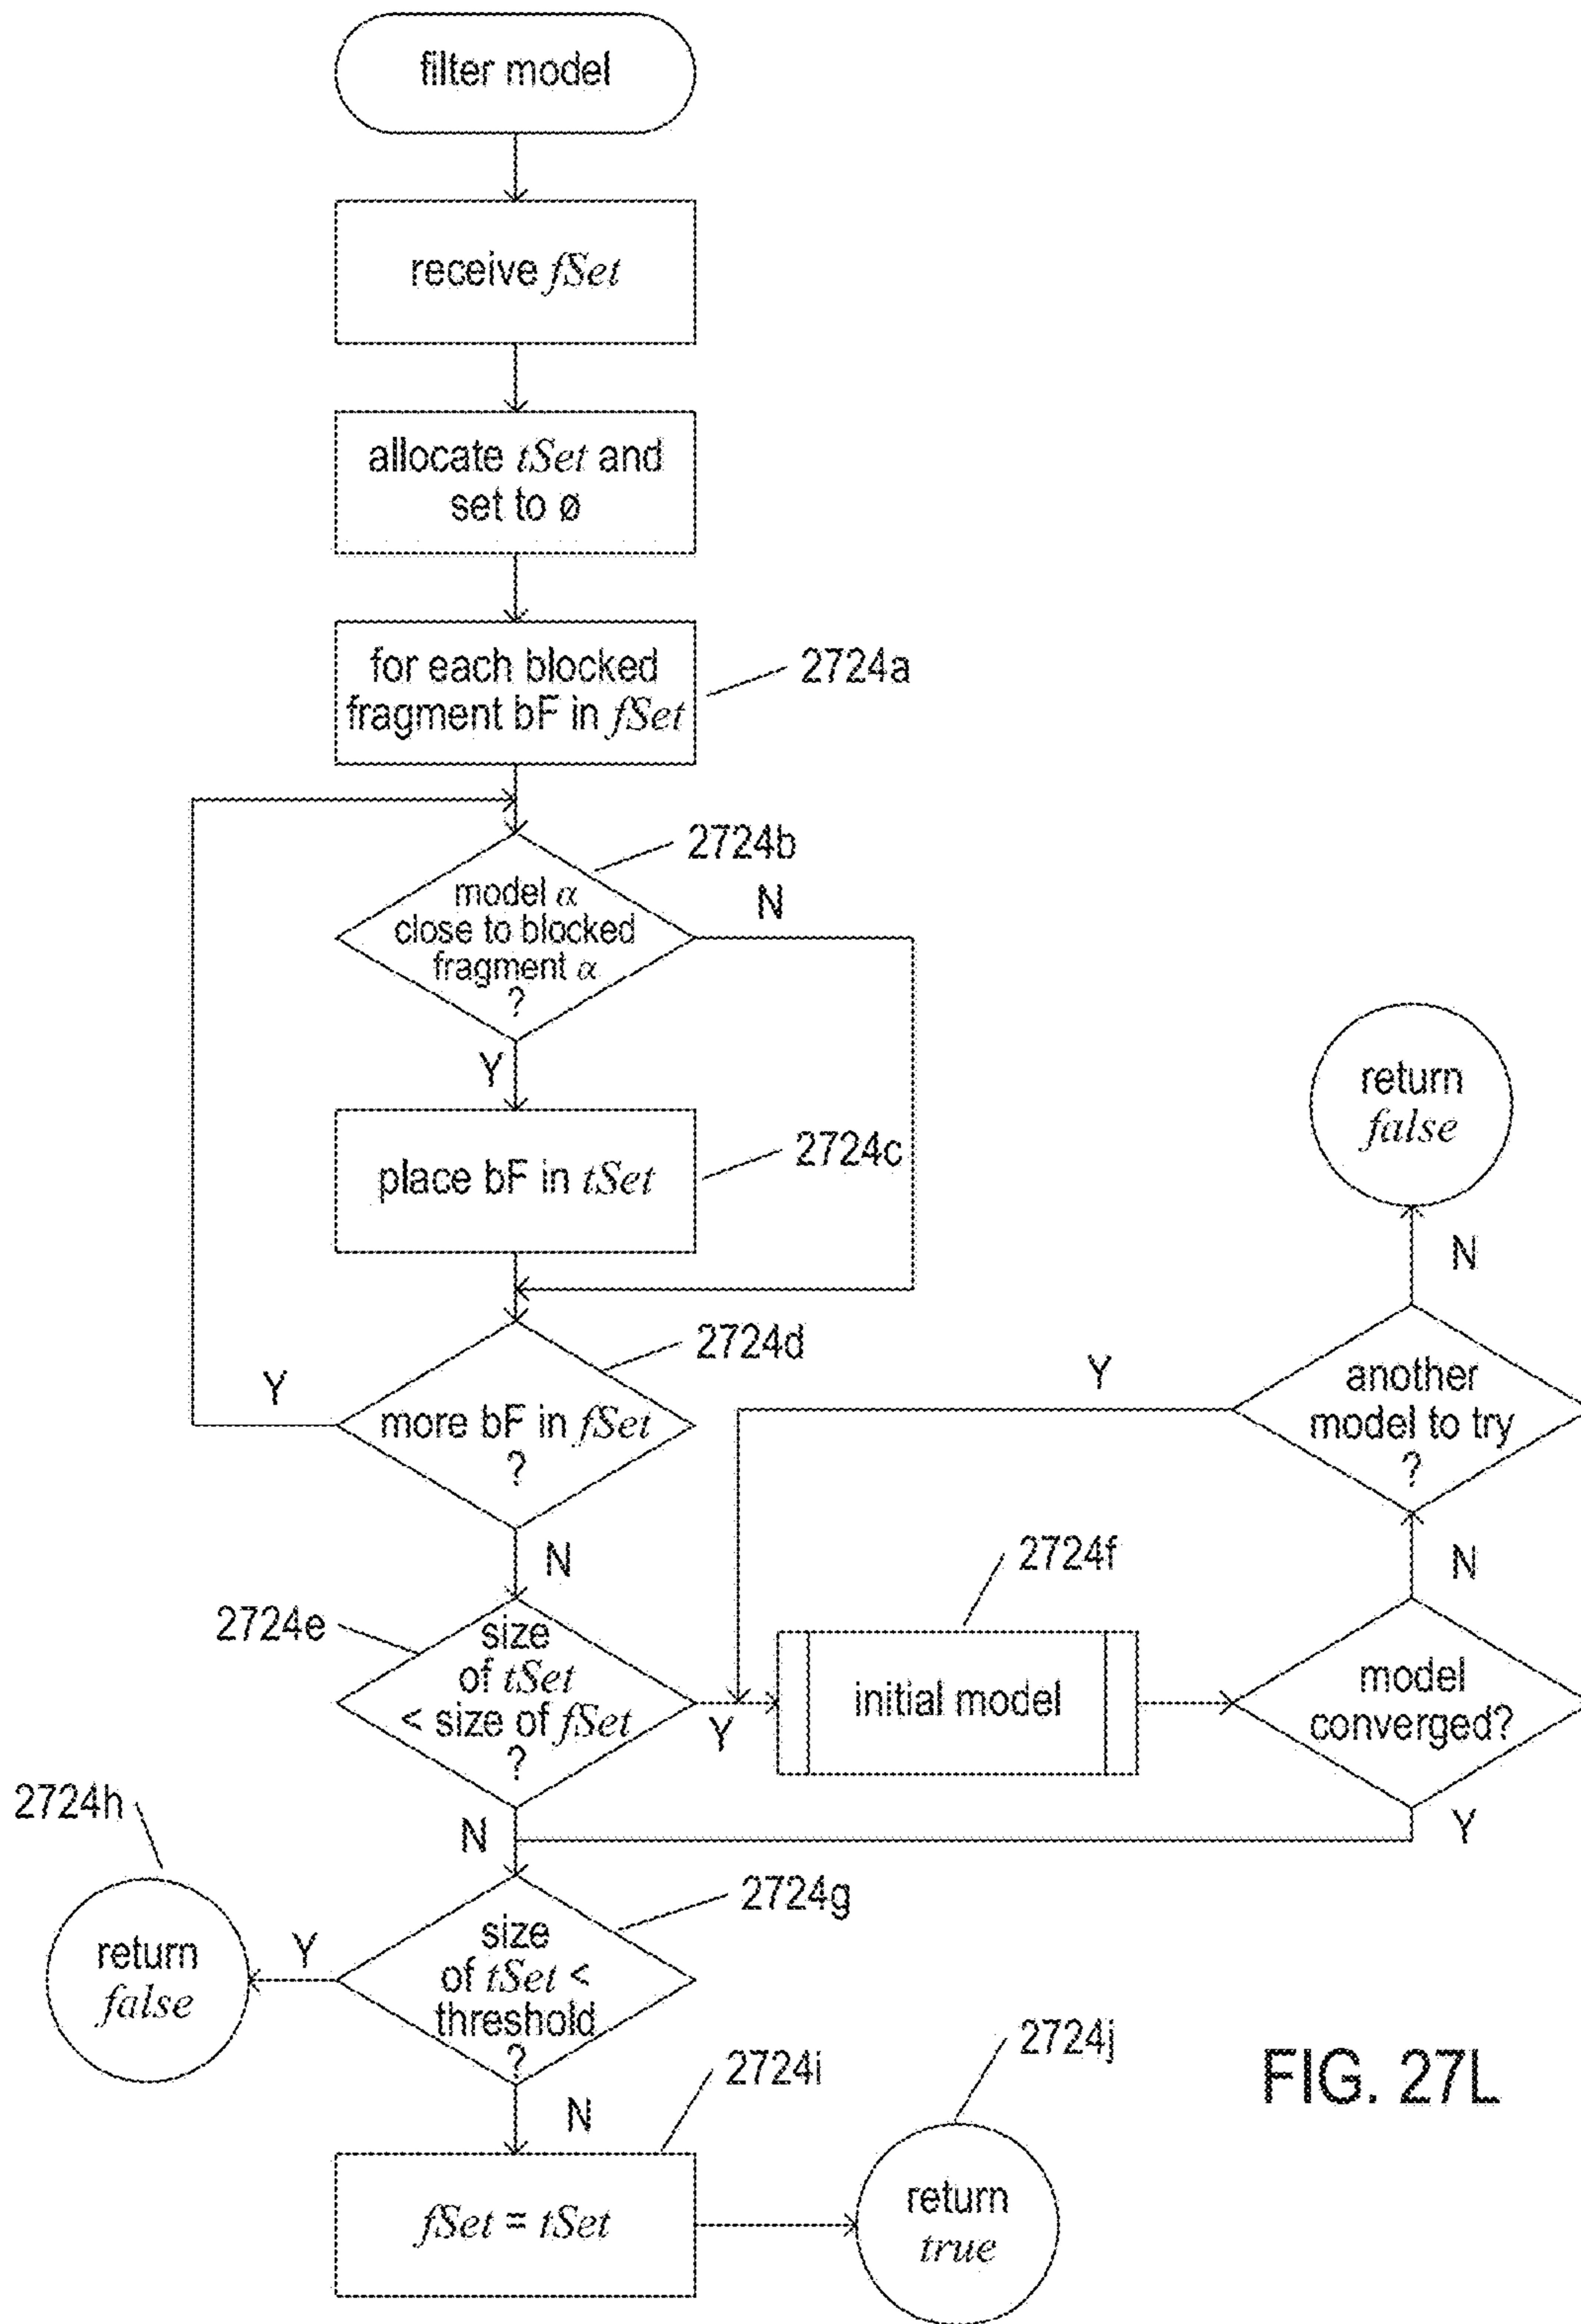 filter model
receive fSet
allocate tSet and
set to ø
for each blocked
fragment bF in fSet
2724a
2724b
model α
close to blocked
fragment α
?
N
Y
place bF in tSet
2724c
return
false
N
2724d
more bF in fSet
?
Y
another
model to try
?
Y
N
2724f
N
2724e
size
of tSet
< size of fSet
?
Y
initial model
model
converged?
2724h
N
Y
2724g
return
false
Y
size
of tSet <
threshold
?
2724i
2724j
N
fSet = tSet
return
true
FIG. 27L